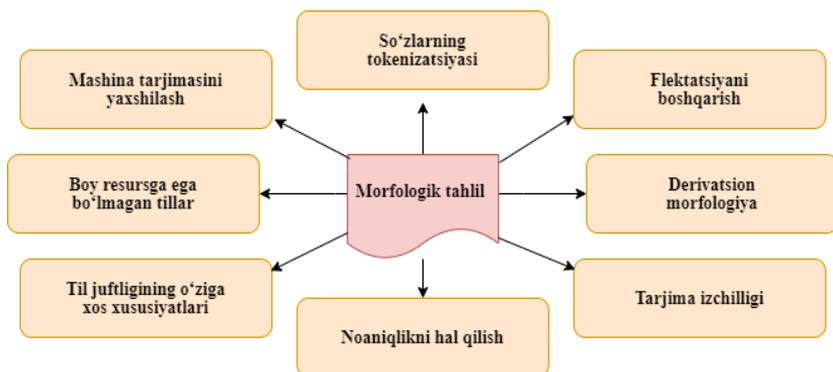 So‘zlarning
tokenizatsiyasi
Mashina tarjimasini
yaxshilash
Flektatsiyani
boshqarish
Boy resursga ega
bo‘lmagan tillar
Morfologik tahlil
Derivatsion
morfologiya
Til juftligining o‘ziga
xos xususiyatlari
Tarjima izchilligi
Noaniqlikni hal qilish